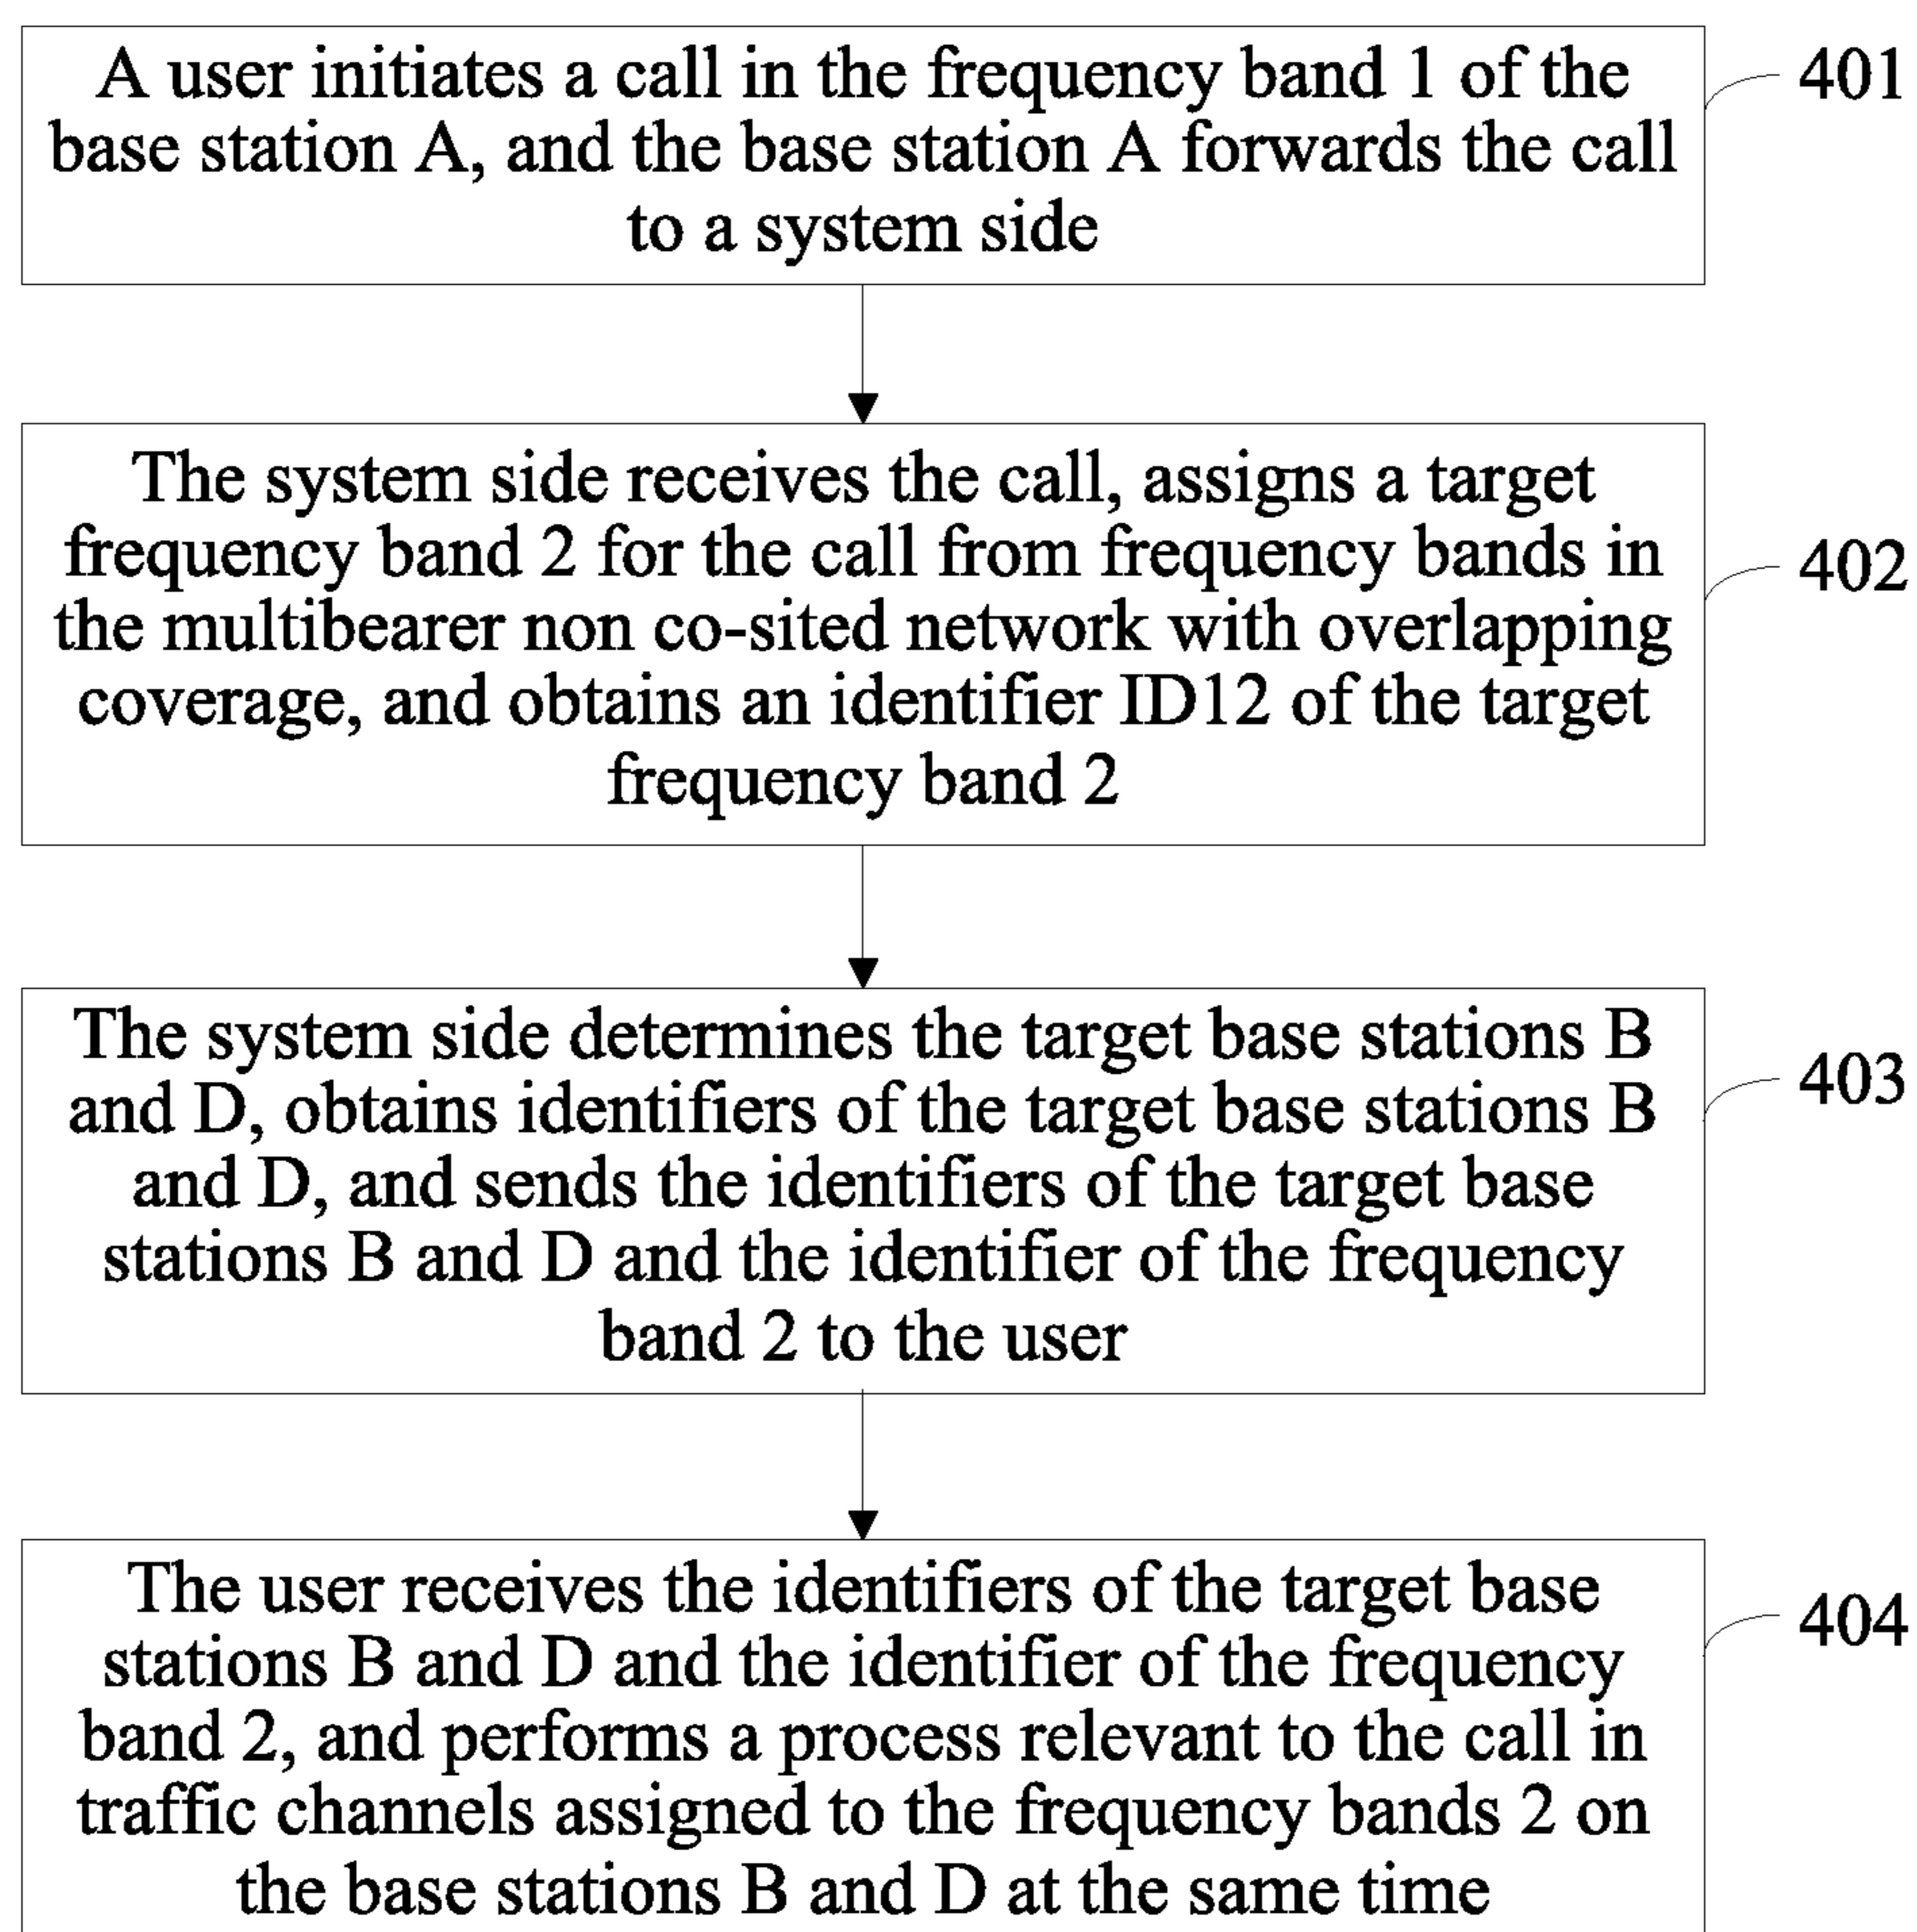 A user initiates a call in the frequency band 1 of the
base station A, and the base station A forwards the call
to a system side
401
The system side receives the call, assigns a target
frequency band 2 for the call from frequency bands in
the multibearer non co-sited network with overlapping
coverage, and obtains an identifier ID12 of the target
frequency band 2
402
The system side determines the target base stations B
and D, obtains identifiers of the target base stations B
and D, and sends the identifiers of the target base
stations B and D and the identifier of the frequency
band 2 to the user
403
The user receives the identifiers of the target base
stations B and D and the identifier of the frequency
band 2, and performs a process relevant to the call in
traffic channels assigned to the frequency bands 2 on
the base stations B and D at the same time
404